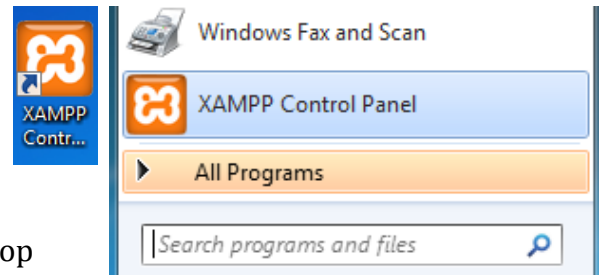 XAMPP
Contr...
Windows Fax and Scan
XAMPP Control Panel
All Programs
Search programs and files
op